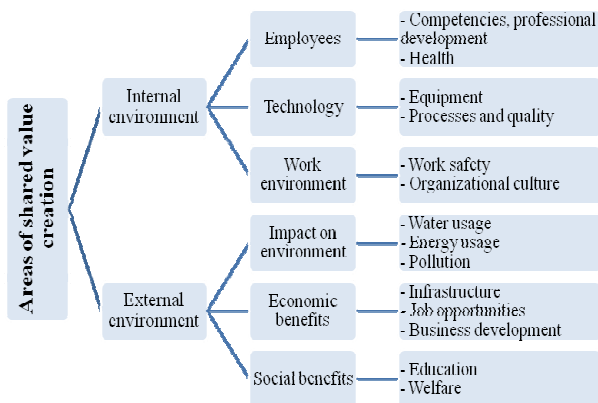 Areas of shared value
creation
Internal
environment
External
environment
Employees
- Competencies, professional
development
- Health
Technology
- Equipment
- Processes and quality
Work
environment
- Work safety
- Organizational culture
Impact on
environment
- Water usage
- Energy usage
- Pollution
Economic
benefits
- Infrastructure
- Job opportunities
- Business development
Social benefits
- Education
- Welfare